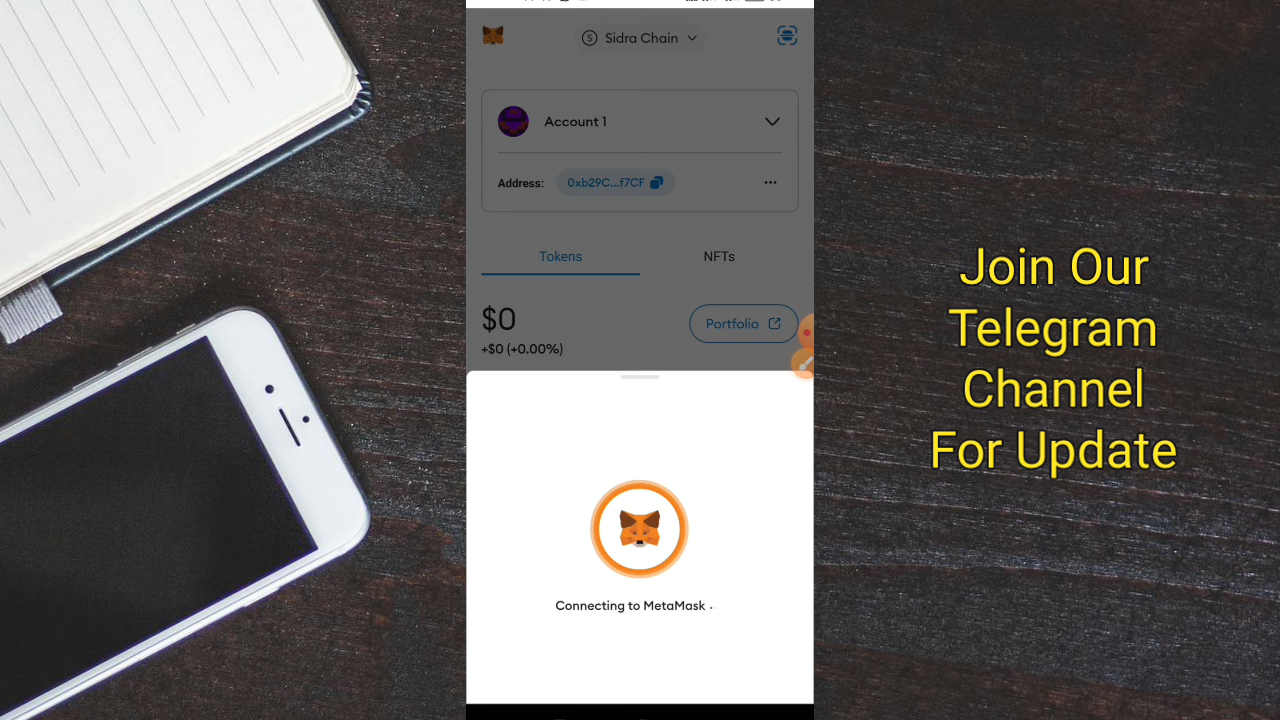 Sidra Chain
Account 1
Address: 0xb29C...f7CF
Tokens
NFTs
$0
Portfolio
+$0 (+0.00%)
Connecting to MetaMask .
Join Our
Telegram
Channel
For Update